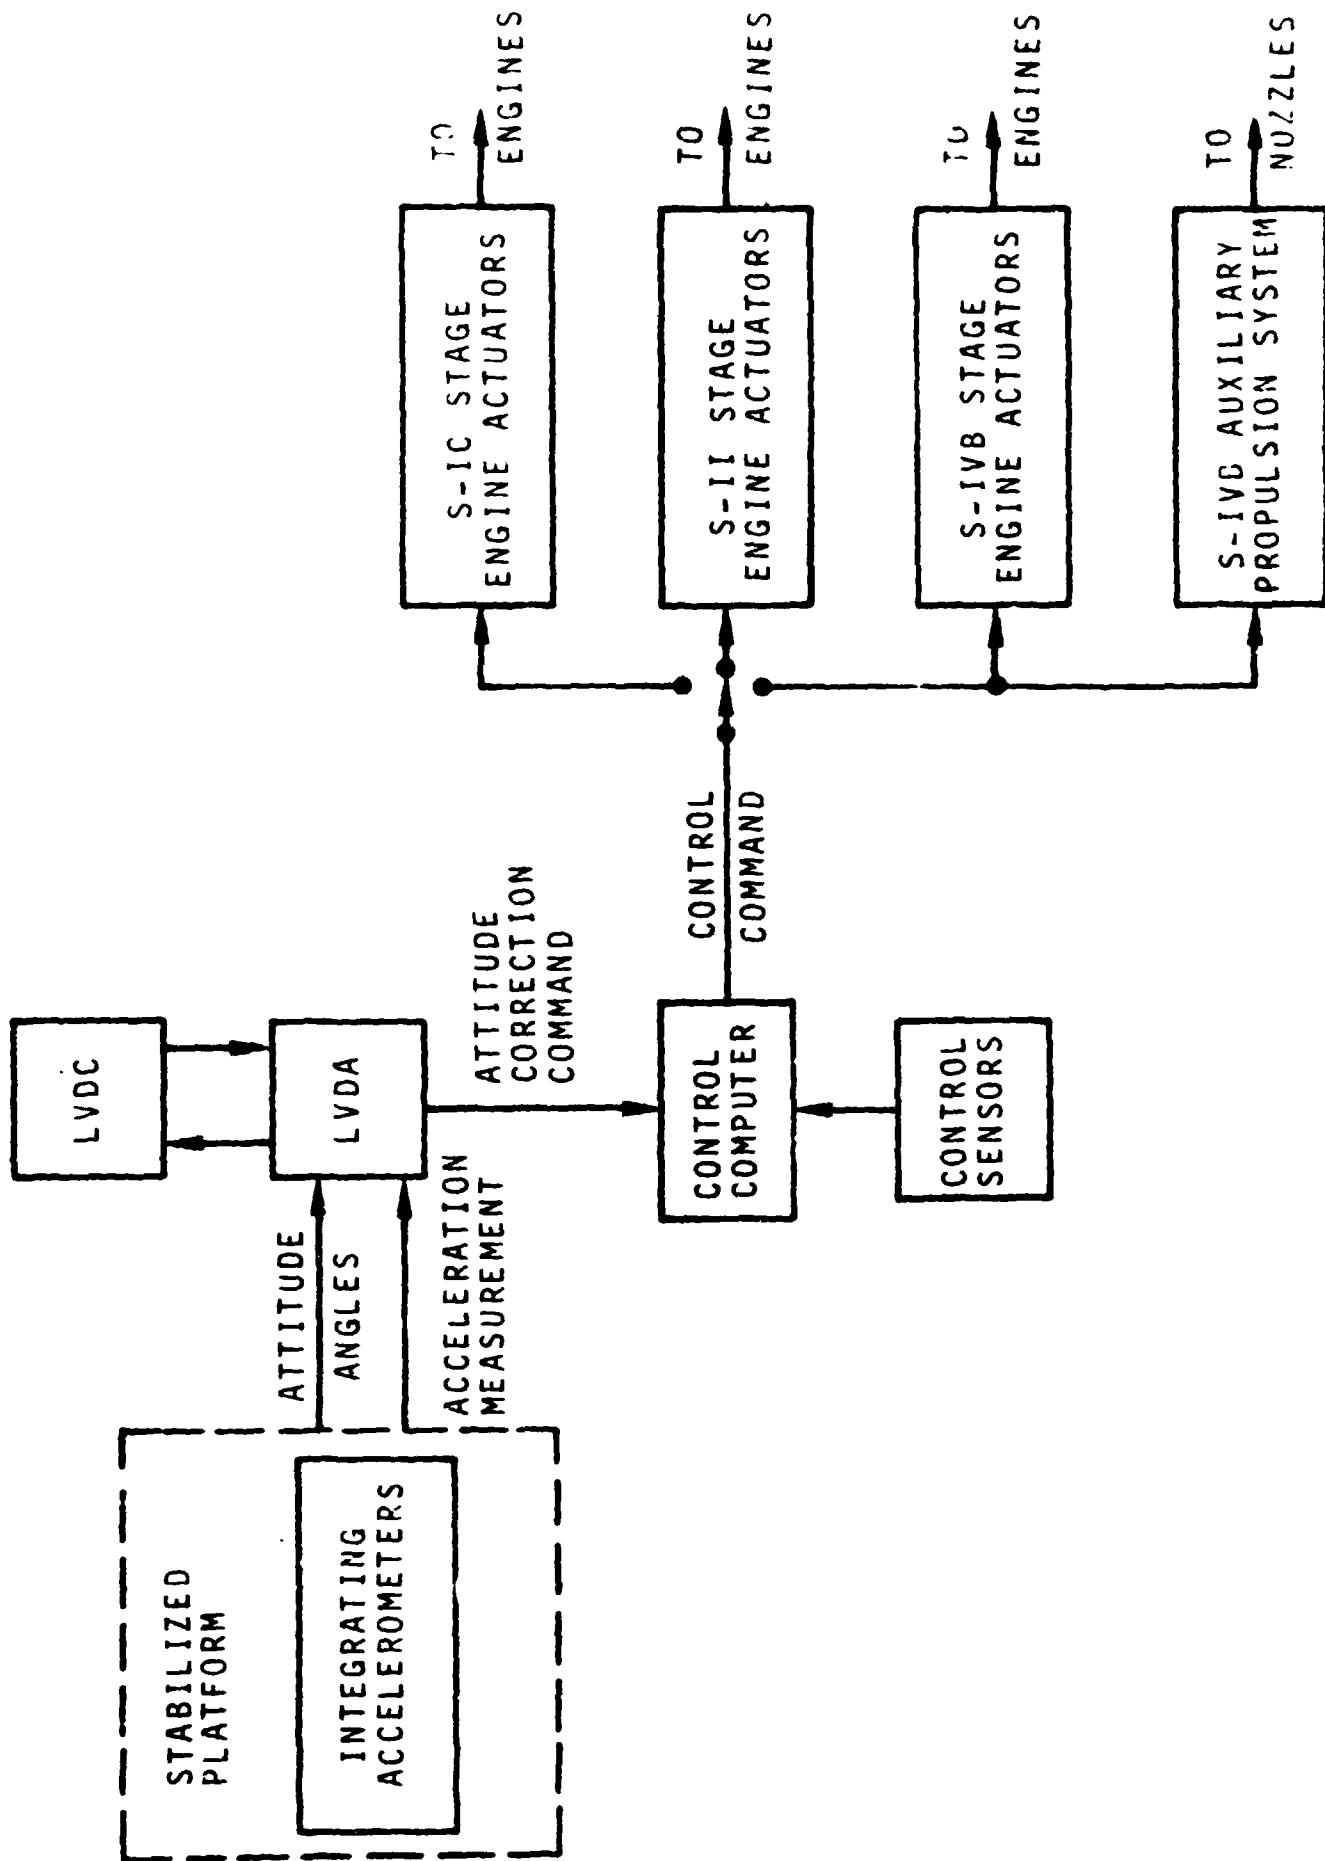 STABILIZED
PLATFORM
INTEGRATING
ACCELEROMETERS
ATTITUDE
ANGLES
ACCELERATION
MEASUREMENT
LVDC
LVDA
ATTITUDE
CORRECTION
COMMAND
CONTROL
COMPUTER
CONTROL
SENSORS
CONTROL
COMMAND
S-IC STAGE
ENGINE ACTUATORS
TO
ENGINES
S-II STAGE
ENGINE ACTUATORS
TO
ENGINES
S-IVB STAGE
ENGINE ACTUATORS
TO
ENGINES
S-IVB AUXILIARY
PROPULSION SYSTEM
TO
NOZZLES